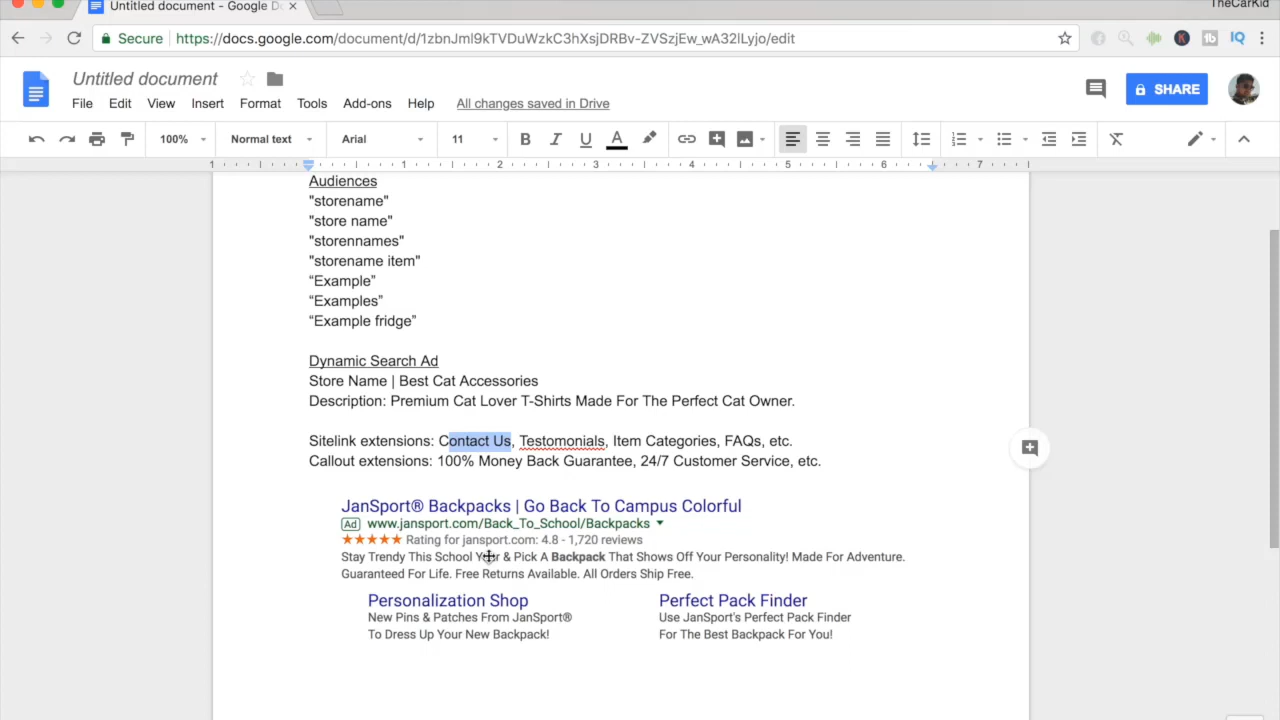 Untitled document - Google D
TheCarKid
Secure
https://docs.google.com/document/d/1zbnJml9kTVDuWzkC3hXsjDRBv-ZVSzjEw_wA32lLyjo/edit
Untitled document
File Edit View Insert Format Tools Add-ons Help All changes saved in Drive
SHARE
100% Normal text Arial 11 B I U A
1 1 2 3 4 5 6 7
Audiences
"storename"
"store name"
"storennames"
"storename item"
“Example”
“Examples”
“Example fridge”
Dynamic Search Ad
Store Name | Best Cat Accessories
Description: Premium Cat Lover T-Shirts Made For The Perfect Cat Owner.
Sitelink extensions: Contact Us, Testomonials, Item Categories, FAQs, etc.
Callout extensions: 100% Money Back Guarantee, 24/7 Customer Service, etc.
JanSport® Backpacks | Go Back To Campus Colorful
Ad www.jansport.com/Back_To_School/Backpacks
Rating for jansport.com: 4.8 - 1,720 reviews
Stay Trendy This School Year & Pick A Backpack That Shows Off Your Personality! Made For Adventure.
Guaranteed For Life. Free Returns Available. All Orders Ship Free.
Personalization Shop
New Pins & Patches From JanSport®
To Dress Up Your New Backpack!
Perfect Pack Finder
Use JanSport's Perfect Pack Finder
For The Best Backpack For You!